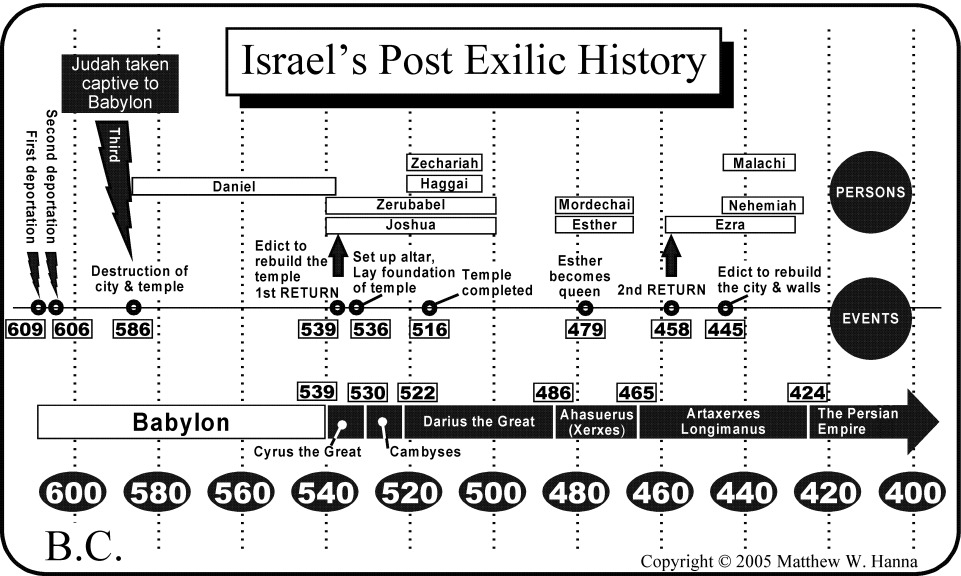 Israel's Post Exilic History
Judah taken
captive to
Babylon
First deportation
Second deportation
Third
Zechariah
Haggai
Daniel
Zerubabel
Joshua
Mordechai
Esther
Malachi
Nehemiah
Ezra
PERSONS
Destruction of
city & temple
Edict to
rebuild the
temple
1st RETURN
Set up altar,
Lay foundation
of temple
Temple
completed
Esther
becomes
queen
2nd RETURN
Edict to rebuild
the city & walls
EVENTS
609
606
586
539
536
516
479
458
445
539
530
522
486
465
424
Babylon
Darius the Great
Ahasuerus
(Xerxes)
Artaxerxes
Longimanus
The Persian
Empire
Cyrus the Great
Cambyses
600
580
560
540
520
500
480
460
440
420
400
B.C.
Copyright © 2005 Matthew W. Hanna